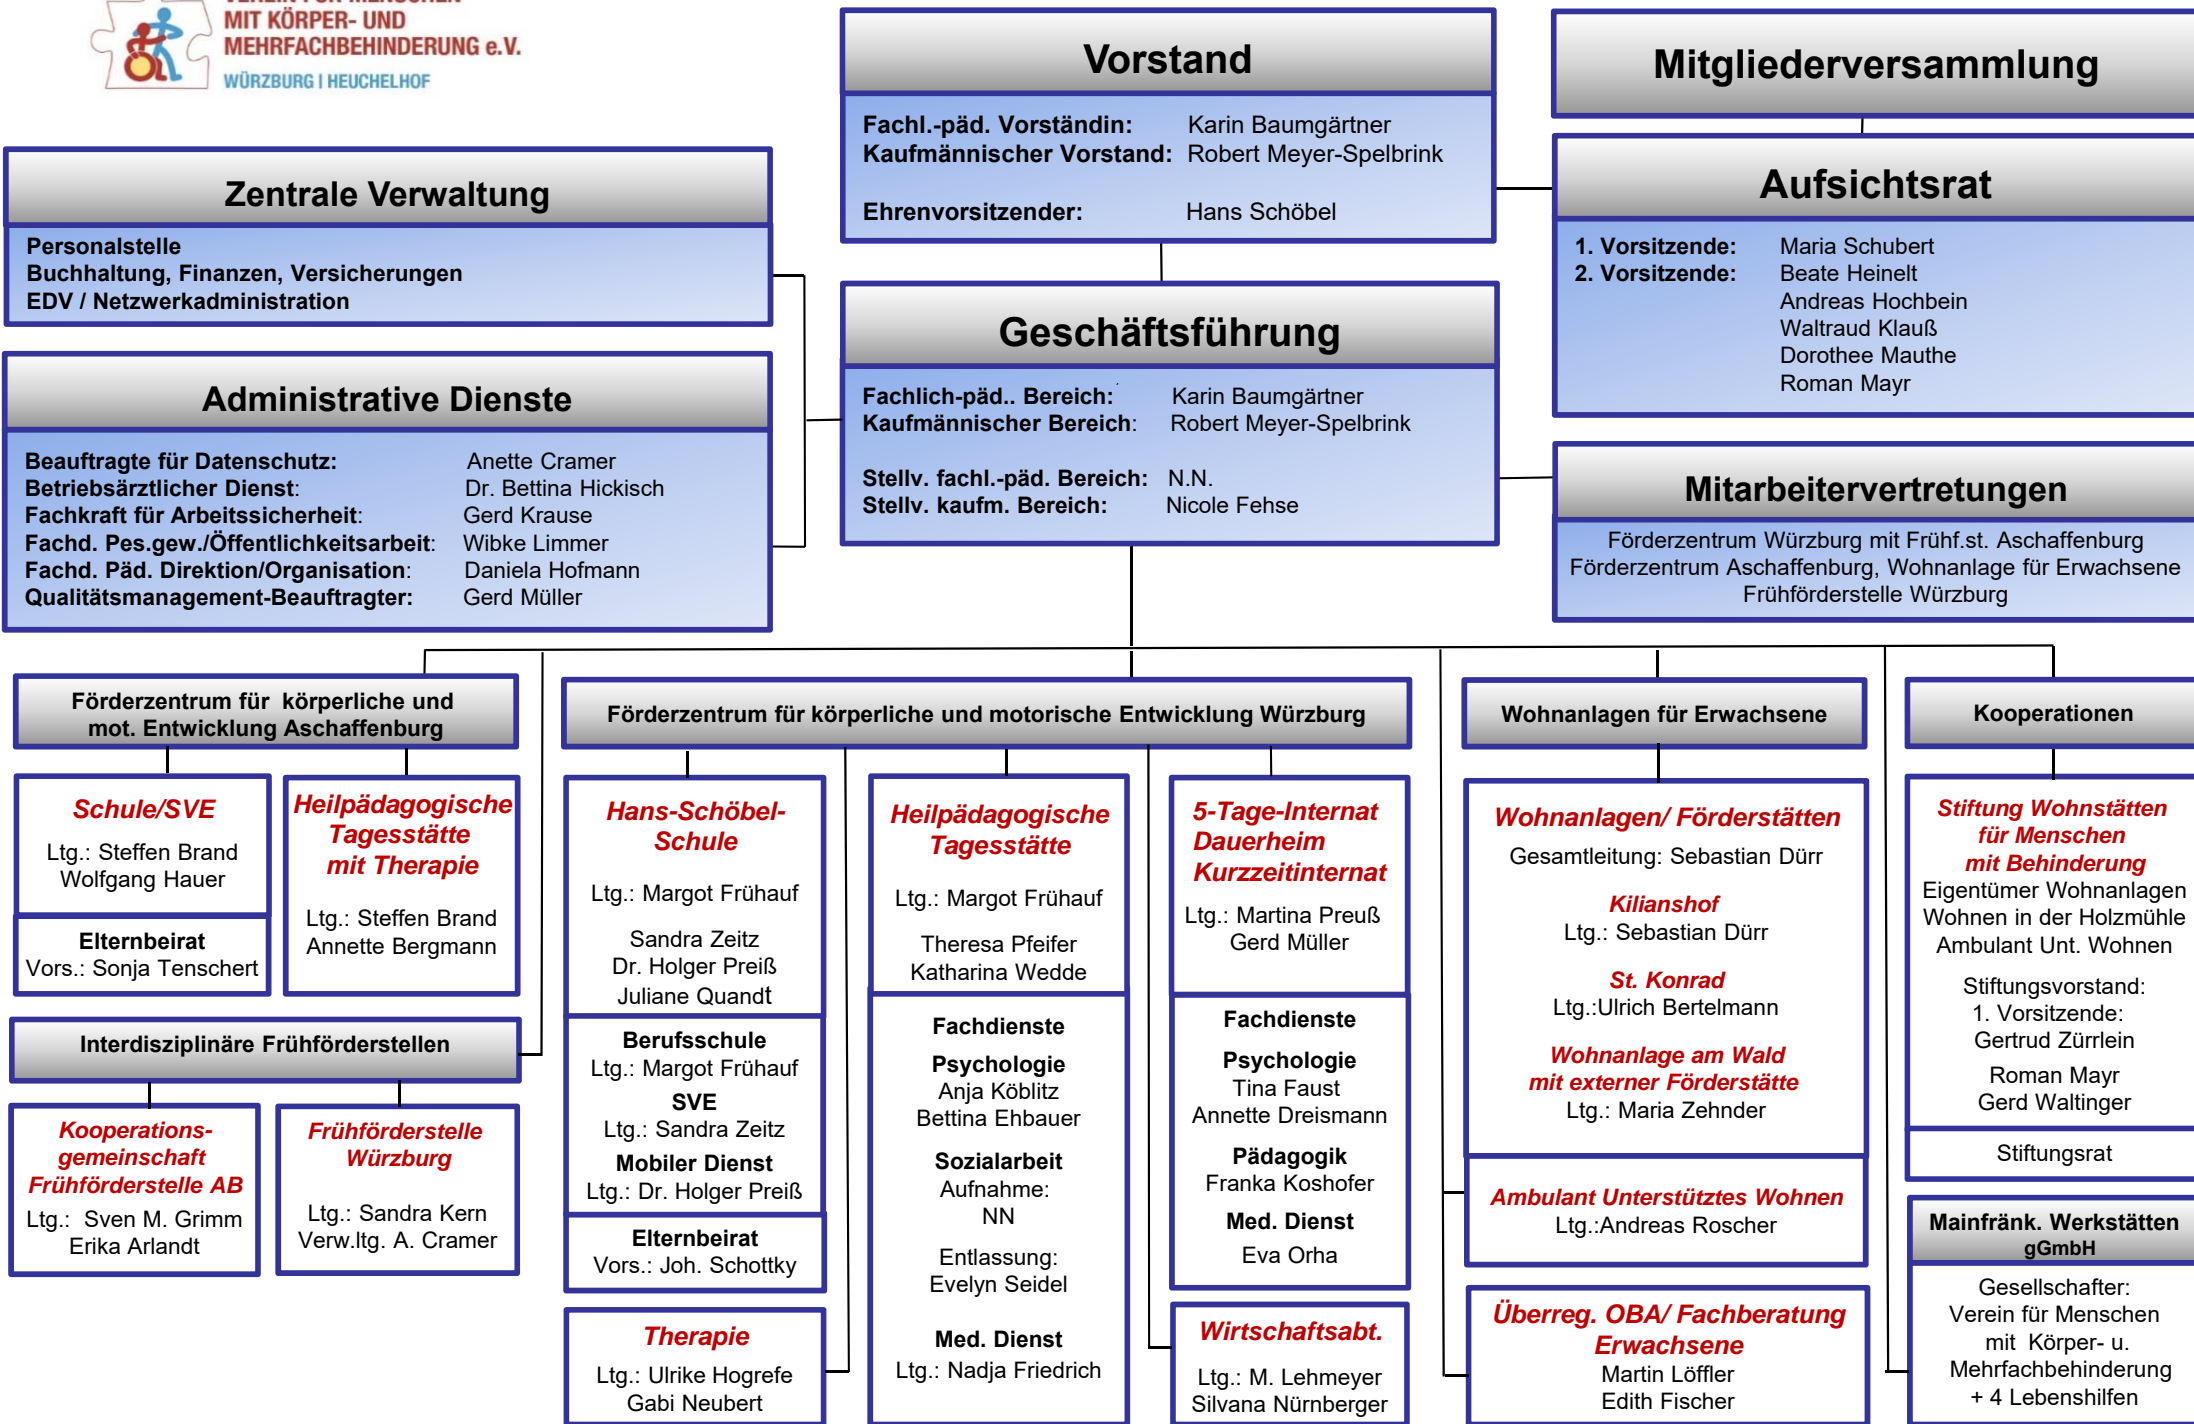 VEREIN FÜR MENSCHEN
MIT KÖRPER- UND
MEHRFACHBEHINDERUNG e.V.
WÜRZBURG | HEUCHELHOF
Vorstand
Fachl.-päd. Vorständin: Karin Baumgärtner
Kaufmännischer Vorstand: Robert Meyer-Spelbrink
Ehrenvorsitzender: Hans Schöbel
Mitgliederversammlung
Aufsichtsrat
1. Vorsitzende: Maria Schubert
2. Vorsitzende: Beate Heinelt
Andreas Hochbein
Waltraud Klauß
Dorothee Mauthe
Roman Mayr
Zentrale Verwaltung
Personalstelle
Buchhaltung, Finanzen, Versicherungen
EDV / Netzwerkadministration
Geschäftsführung
Fachlich-päd.. Bereich: Karin Baumgärtner
Kaufmännischer Bereich: Robert Meyer-Spelbrink
Stellv. fachl.-päd. Bereich: N.N.
Stellv. kaufm. Bereich: Nicole Fehse
Administrative Dienste
Beauftragte für Datenschutz: Anette Cramer
Betriebsärztlicher Dienst: Dr. Bettina Hickisch
Fachkraft für Arbeitssicherheit: Gerd Krause
Fachd. Pes.gew./Öffentlichkeitsarbeit: Wibke Limmer
Fachd. Päd. Direktion/Organisation: Daniela Hofmann
Qualitätsmanagement-Beauftragter: Gerd Müller
Mitarbeitervertretungen
Förderzentrum Würzburg mit Frühf.st. Aschaffenburg
Förderzentrum Aschaffenburg, Wohnanlage für Erwachsene
Frühförderstelle Würzburg
Förderzentrum für körperliche und
mot. Entwicklung Aschaffenburg
Schule/SVE
Ltg.: Steffen Brand
Wolfgang Hauer
Elternbeirat
Vors.: Sonja Tenschert
Heilpädagogische
Tagesstätte
mit Therapie
Ltg.: Steffen Brand
Annette Bergmann
Interdisziplinäre Frühförderstellen
Kooperations-
gemeinschaft
Frühförderstelle AB
Ltg.: Sven M. Grimm
Erika Arlandt
Frühförderstelle
Würzburg
Ltg.: Sandra Kern
Verw.ltg. A. Cramer
Förderzentrum für körperliche und motorische Entwicklung Würzburg
Hans-Schöbel-
Schule
Ltg.: Margot Frühauf
Sandra Zeitz
Dr. Holger Preiß
Juliane Quandt
Berufsschule
Ltg.: Margot Frühauf
SVE
Ltg.: Sandra Zeitz
Mobiler Dienst
Ltg.: Dr. Holger Preiß
Elternbeirat
Vors.: Joh. Schottky
Therapie
Ltg.: Ulrike Hogrefe
Gabi Neubert
Heilpädagogische
Tagesstätte
Ltg.: Margot Frühauf
Theresa Pfeifer
Katharina Wedde
Fachdienste
Psychologie
Anja Köblitz
Bettina Ehbauer
Sozialarbeit
Aufnahme:
NN
Entlassung:
Evelyn Seidel
Med. Dienst
Ltg.: Nadja Friedrich
5-Tage-Internat
Dauerheim
Kurzzeitinternat
Ltg.: Martina Preuß
Gerd Müller
Fachdienste
Psychologie
Tina Faust
Annette Dreismann
Pädagogik
Franka Koshofer
Med. Dienst
Eva Orha
Wirtschaftsabt.
Ltg.: M. Lehmeyer
Silvana Nürnberger
Wohnanlagen für Erwachsene
Wohnanlagen/ Förderstätten
Gesamtleitung: Sebastian Dürr
Kilianshof
Ltg.: Sebastian Dürr
St. Konrad
Ltg.:Ulrich Bertelmann
Wohnanlage am Wald
mit externer Förderstätte
Ltg.: Maria Zehnder
Ambulant Unterstütztes Wohnen
Ltg.:Andreas Roscher
Überreg. OBA/ Fachberatung
Erwachsene
Martin Löffler
Edith Fischer
Kooperationen
Stiftung Wohnstätten
für Menschen
mit Behinderung
Eigentümer Wohnanlagen
Wohnen in der Holzmühle
Ambulant Unt. Wohnen
Stiftungsvorstand:
1. Vorsitzende:
Gertrud Zürrlein
Roman Mayr
Gerd Waltinger
Stiftungsrat
Mainfränk. Werkstätten
gGmbH
Gesellschafter:
Verein für Menschen
mit Körper- u.
Mehrfachbehinderung
+ 4 Lebenshilfen